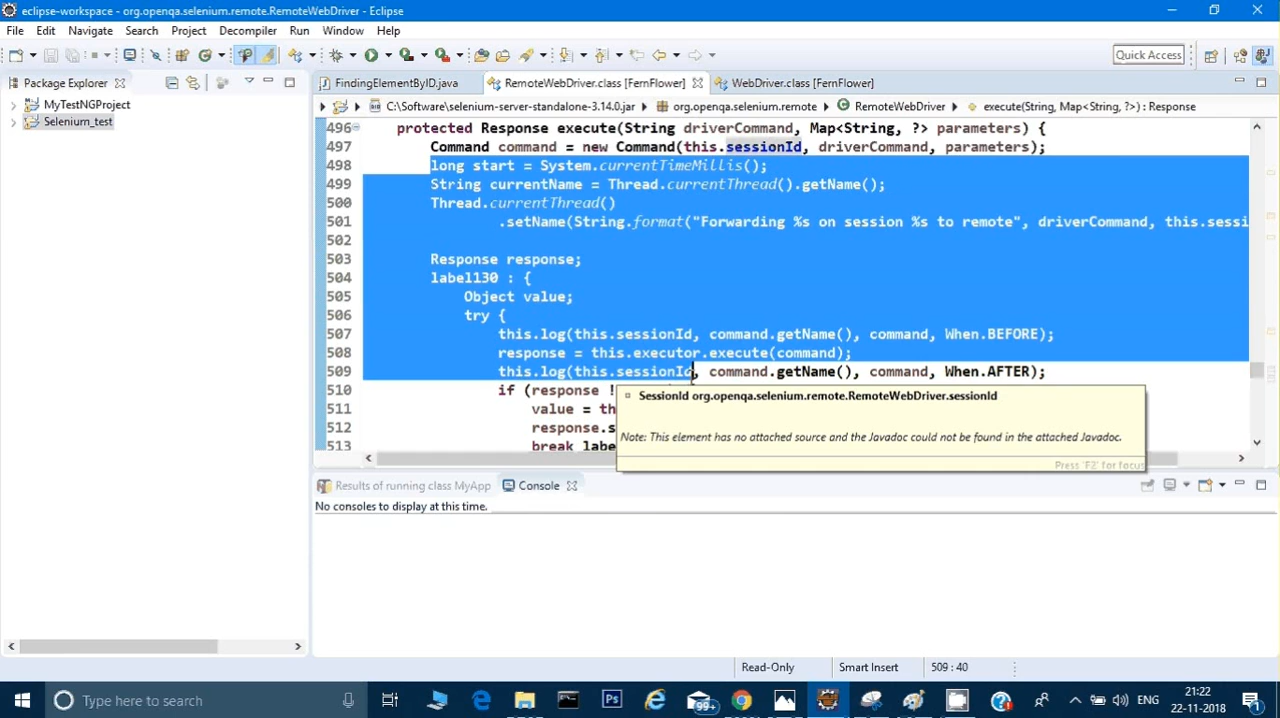 eclipse-workspace - org.openqa.selenium.remote.RemoteWebDriver - Eclipse
File Edit Navigate Search Project Decompiler Run Window Help
Quick Access
Package Explorer
FindingElementByID.java
RemoteWebDriver.class [FernFlower]
WebDriver.class [FernFlower]
MyTestNGProject
Selenium_test
C:\Software\selenium-server-standalone-3.14.0.jar org.openqa.selenium.remote RemoteWebDriver execute(String, Map<String, ?>) : Response
496 protected Response execute(String driverCommand, Map<String, ?> parameters) {
497 Command command = new Command(this.sessionId, driverCommand, parameters);
498 long start = System.currentTimeMillis();
499 String currentName = Thread.currentThread().getName();
500 Thread.currentThread()
501 .setName(String.format("Forwarding %s on session %s to remote", driverCommand, this.sessi
502
503 Response response;
504 label130 : {
505 Object value;
506 try {
507 this.log(this.sessionId, command.getName(), command, When.BEFORE);
508 response = this.executor.execute(command);
509 this.log(this.sessionId, command.getName(), command, When.AFTER);
510 if (response !
511 value = th
512 response.s
513 break labe
SessionId org.openqa.selenium.remote.RemoteWebDriver.sessionId
Note: This element has no attached source and the Javadoc could not be found in the attached Javadoc.
Press 'F2' for focus
Results of running class MyApp
Console
No consoles to display at this time.
Read-Only Smart Insert 509 : 40
Type here to search
99+
ENG
21:22
22-11-2018
1